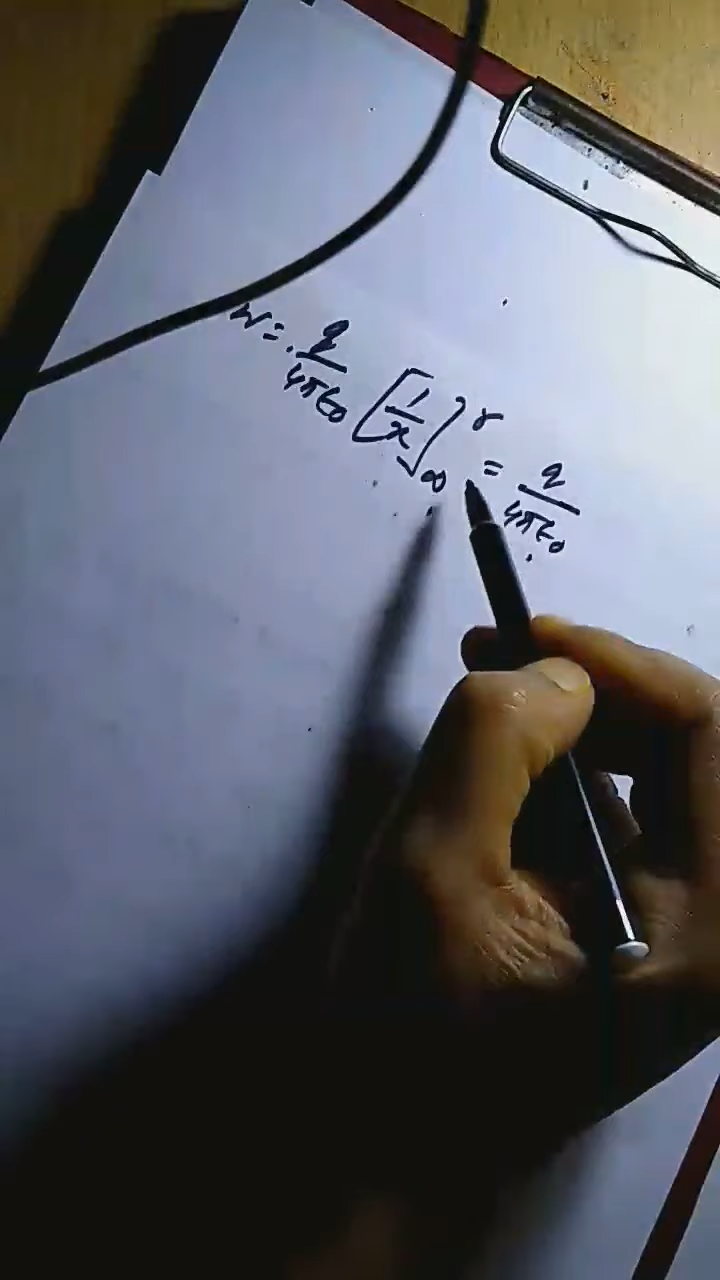 W = q/4πε₀ [1/x]^r_∞ = q/4πε₀